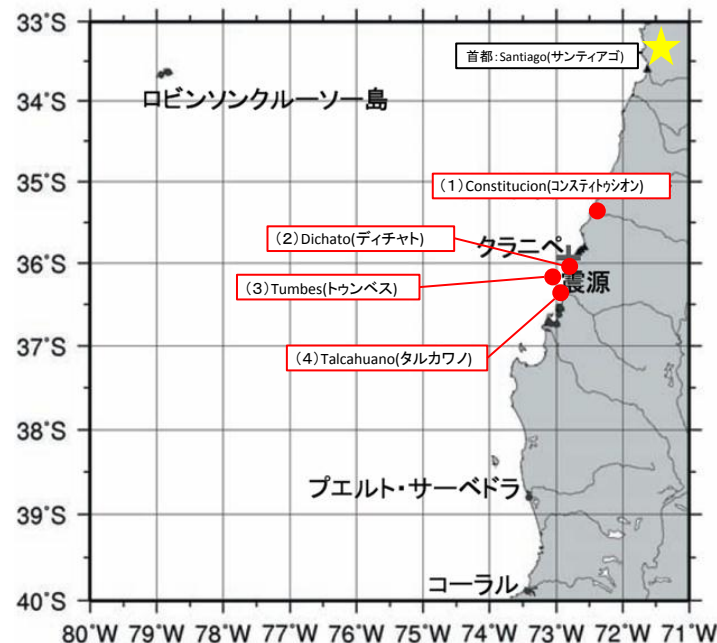 33°S
首都:Santiago(サンティアゴ)
34°S
ロビンソンクルーソー島
35°S
(1)Constitucion(コンスティトゥシオン)
(2)Dichato(ディチャト)
クラニペ
36°S
(3)Tumbes(トゥンベス)
震源
37°S
(4)Talcahuano(タルカワノ)
38°S
プエルト・サーベドラ
39°S
コーラル
40°S
80°W 79°W 78°W 77°W 76°W 75°W 74°W 73°W 72°W 71°W